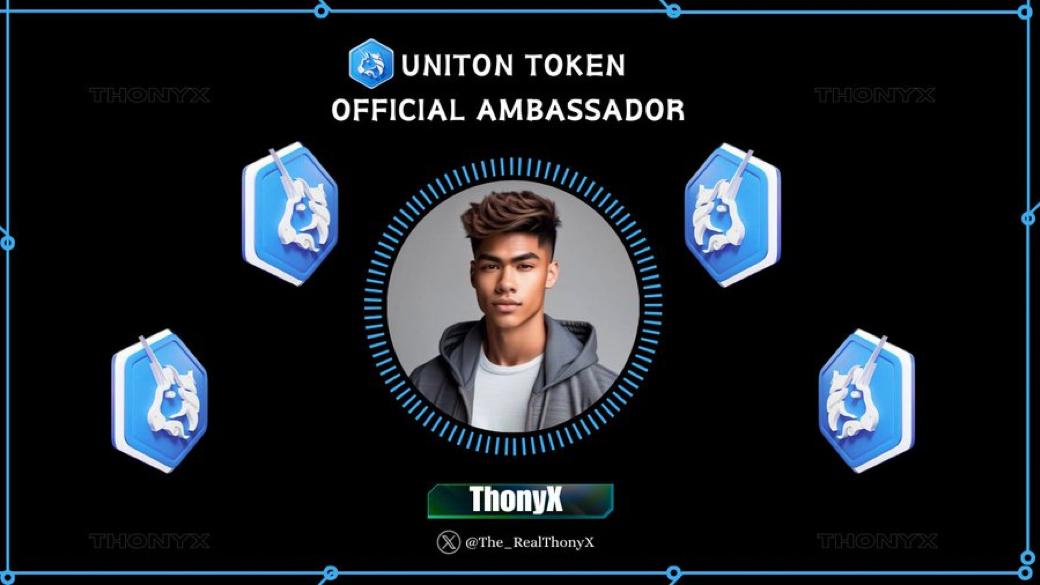 UNITON TOKEN
OFFICIAL AMBASSADOR
THONYX THONYX
ThonyX
@The_RealThonyX
THONYX THONYX